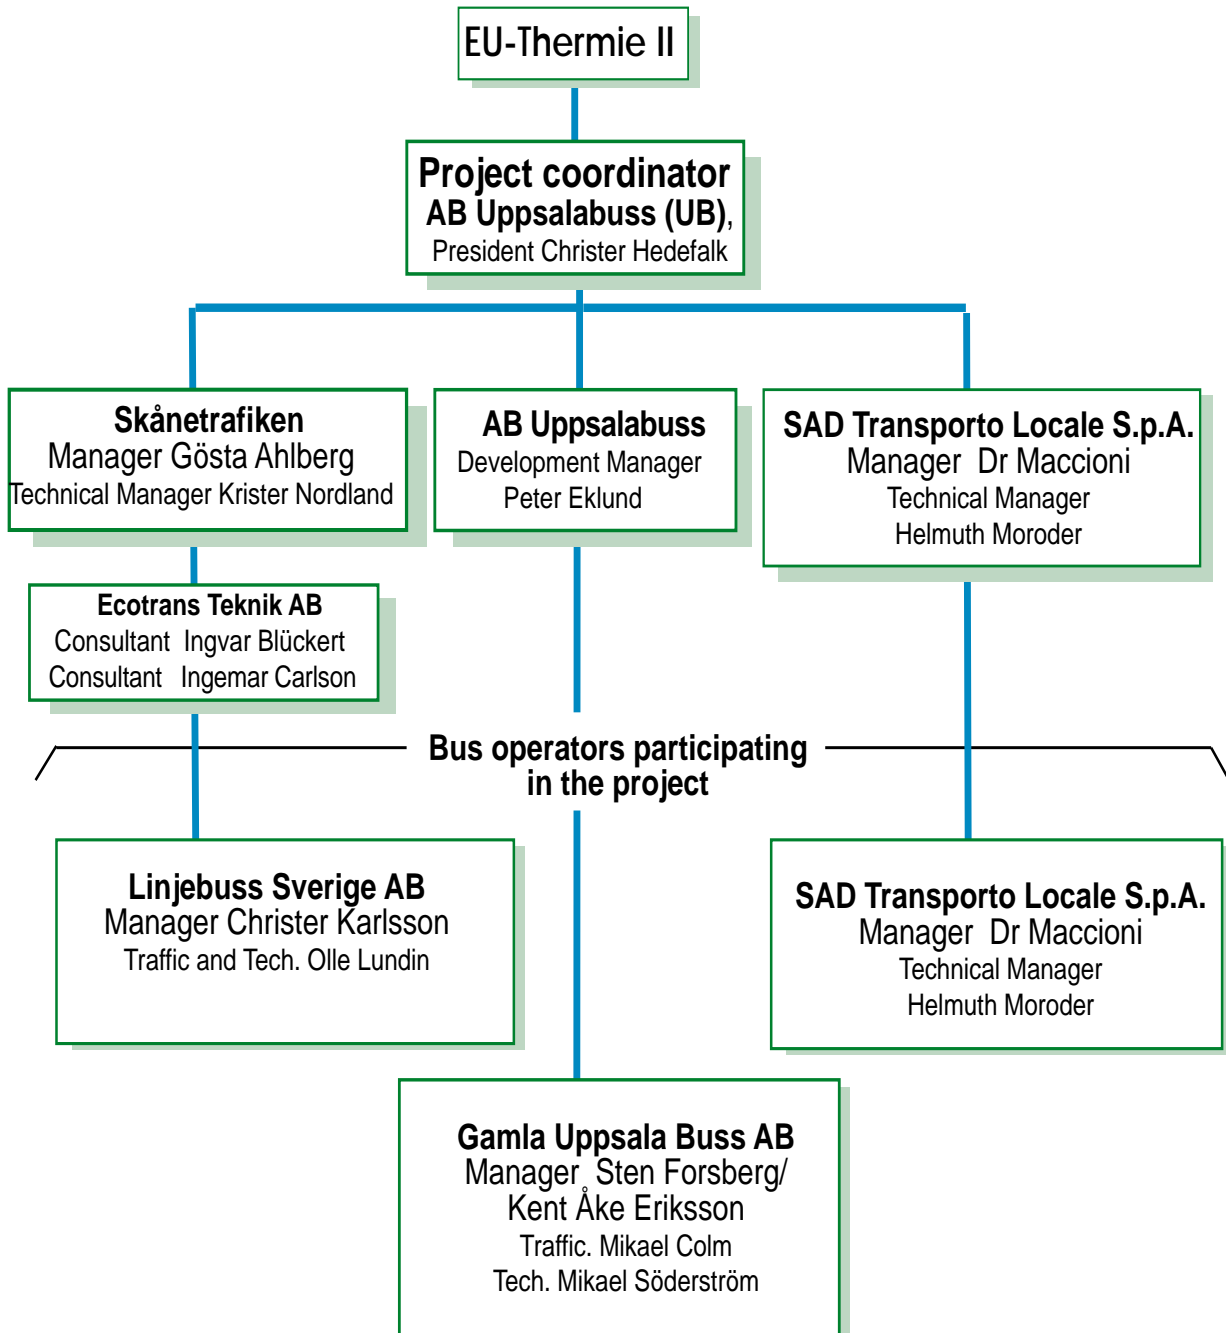 EU-Thermie II
Project coordinator
AB Uppsalabuss (UB),
President Christer Hedefalk
Skånetrafiken
Manager Gösta Ahlberg
Technical Manager Krister Nordland
AB Uppsalabuss
Development Manager
Peter Eklund
SAD Transporto Locale S.p.A.
Manager Dr Maccioni
Technical Manager
Helmuth Moroder
Ecotrans Teknik AB
Consultant Ingvar Blückert
Consultant Ingemar Carlson
Bus operators participating
in the project
Linjebuss Sverige AB
Manager Christer Karlsson
Traffic and Tech. Olle Lundin
SAD Transporto Locale S.p.A.
Manager Dr Maccioni
Technical Manager
Helmuth Moroder
Gamla Uppsala Buss AB
Manager Sten Forsberg/
Kent Åke Eriksson
Traffic. Mikael Colm
Tech. Mikael Söderström